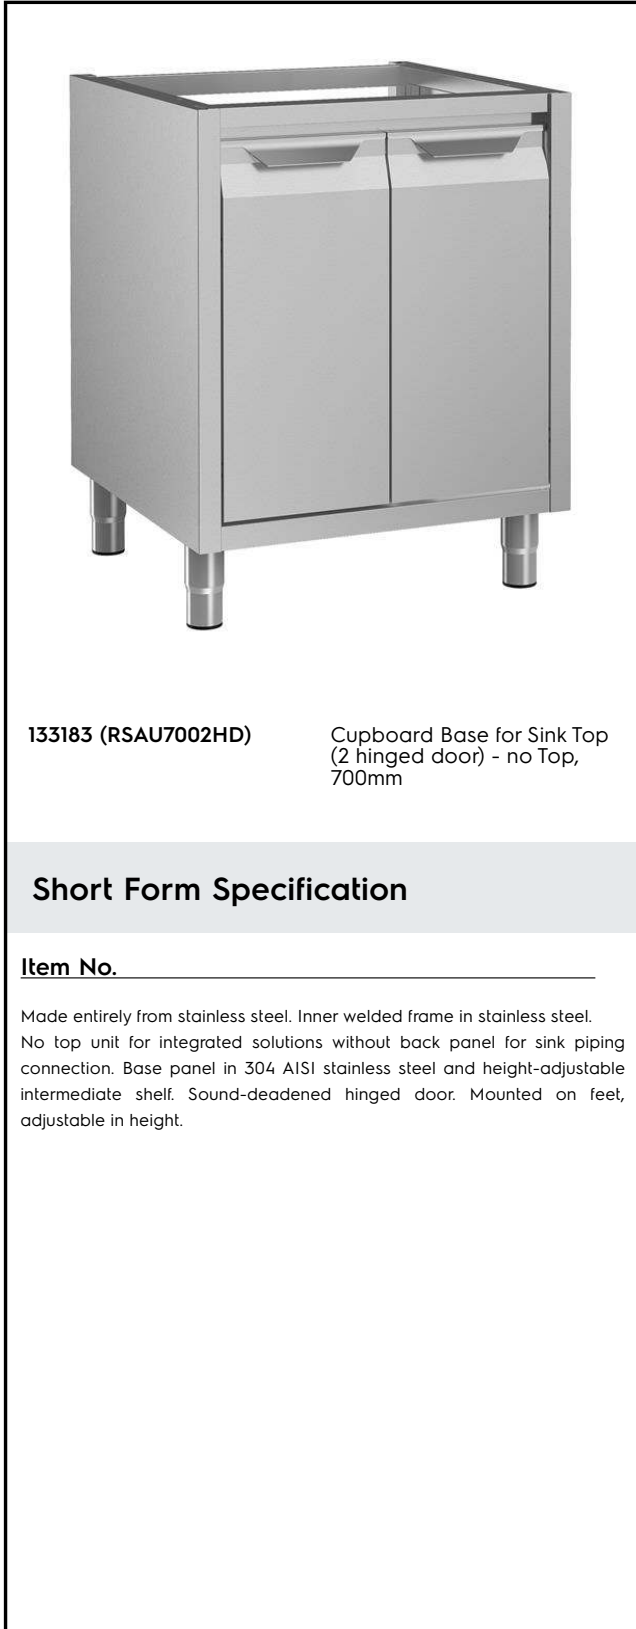 133183 (RSAU7002HD)
Cupboard Base for Sink Top
(2 hinged door) - no Top,
700mm
Short Form Specification
Item No.
Made entirely from stainless steel. Inner welded frame in stainless steel.
No top unit for integrated solutions without back panel for sink piping
connection. Base panel in 304 AISI stainless steel and height-adjustable
intermediate shelf. Sound-deadened hinged door. Mounted on feet,
adjustable in height.